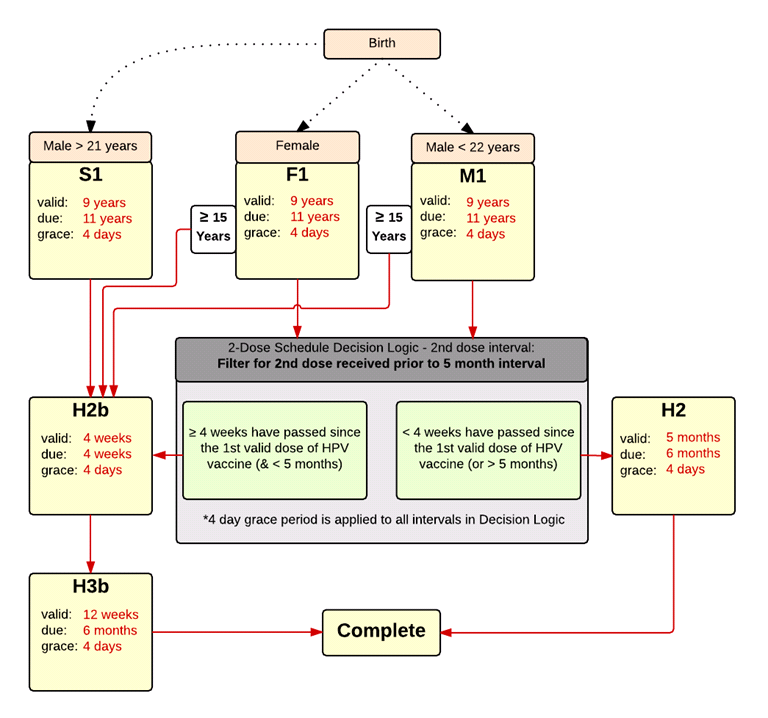 Birth
Male > 21 years
S1
valid: 9 years
due: 11 years
grace: 4 days
Female
F1
valid: 9 years
due: 11 years
grace: 4 days
≥ 15
Years
Male < 22 years
M1
valid: 9 years
due: 11 years
grace: 4 days
≥ 15
Years
2-Dose Schedule Decision Logic - 2nd dose interval:
Filter for 2nd dose received prior to 5 month interval
≥ 4 weeks have passed since
the 1st valid dose of HPV
vaccine (& < 5 months)
< 4 weeks have passed since
the 1st valid dose of HPV
vaccine (or > 5 months)
*4 day grace period is applied to all intervals in Decision Logic
H2b
valid: 4 weeks
due: 4 weeks
grace: 4 days
H2
valid: 5 months
due: 6 months
grace: 4 days
H3b
valid: 12 weeks
due: 6 months
grace: 4 days
Complete